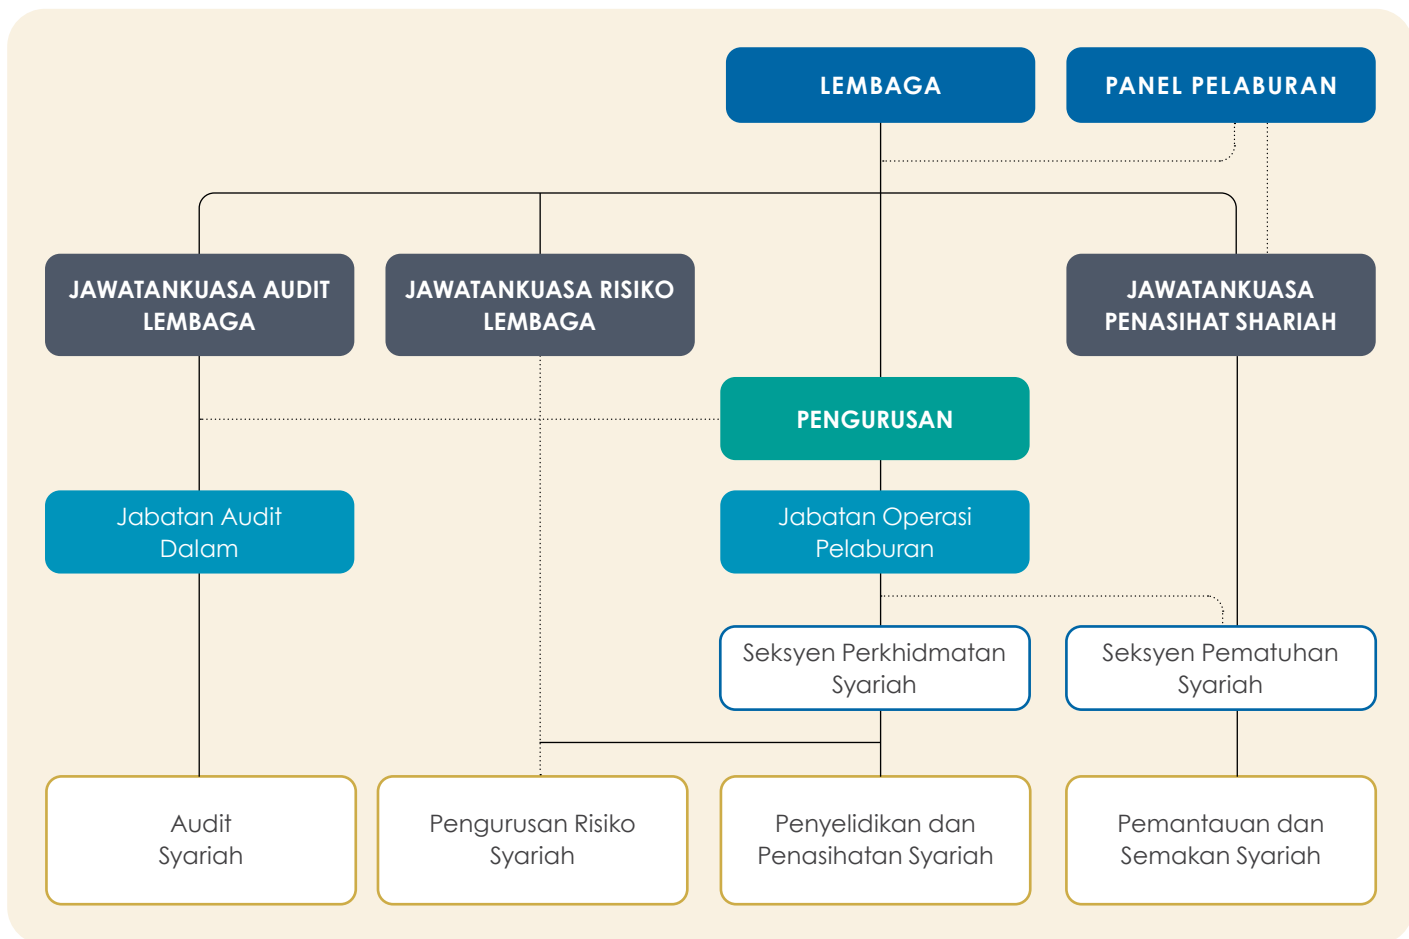 LEMBAGA
PANEL PELABURAN
JAWATANKUASA AUDIT
LEMBAGA
JAWATANKUASA RISIKO
LEMBAGA
JAWATANKUASA
PENASIHAT SHARIAH
PENGURUSAN
Jabatan Audit
Dalam
Jabatan Operasi
Pelaburan
Seksyen Perkhidmatan
Syariah
Seksyen Pematuhan
Syariah
Audit
Syariah
Pengurusan Risiko
Syariah
Penyelidikan dan
Penasihatan Syariah
Pemantauan dan
Semakan Syariah